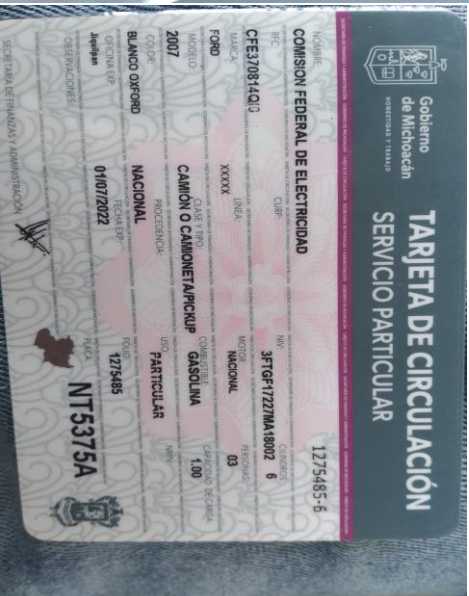 Gobierno
de Michoacán
HONESTIDAD Y TRABAJO
TARJETA DE CIRCULACIÓN
SERVICIO PARTICULAR
1275485-6
NOMBRE:
COMISION FEDERAL DE ELECTRICIDAD
RFC: CURP: NIV: CILINDROS
CFE370814QI0 3FTGF17227MA18002 6
MARCA: LINEA: MOTOR: PERSONAS:
FORD XXXXX NACIONAL 03
MODELO: CLASE Y TIPO: COMBUSTIBLE: CAPACIDAD DE CARGA
2007 CAMIÓN O CAMIONETA/PICKUP GASOLINA 1.00
COLOR: PROCEDENCIA: USO: NRPV:
BLANCO OXFORD NACIONAL PARTICULAR
OFICINA EXP. FECHA EXP: FOLIO:
Jiquilpan 01/07/2022 1275485
OBSERVACIONES: PLACA
NT5375A
SECRETARIA DE FINANZAS Y ADMINISTRACIÓN